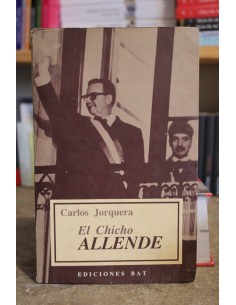 Carlos Jorquera
El Chicho
ALLENDE
EDICIONES BAT